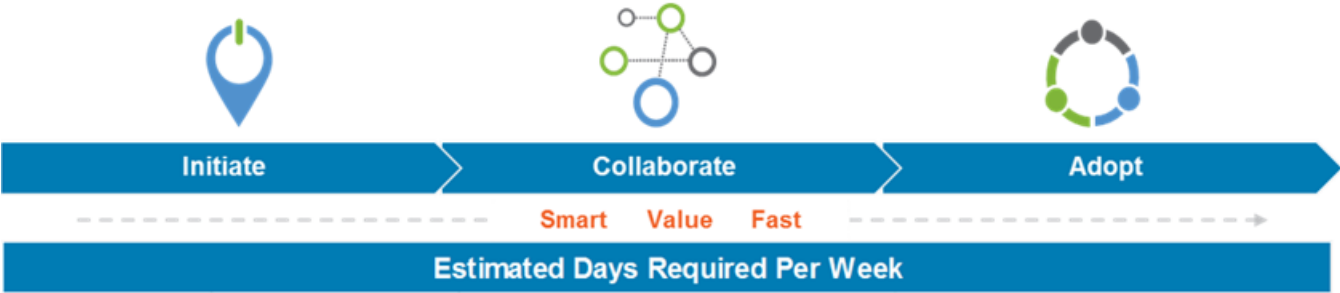 Initiate Collaborate Adopt
Smart Value Fast
Estimated Days Required Per Week